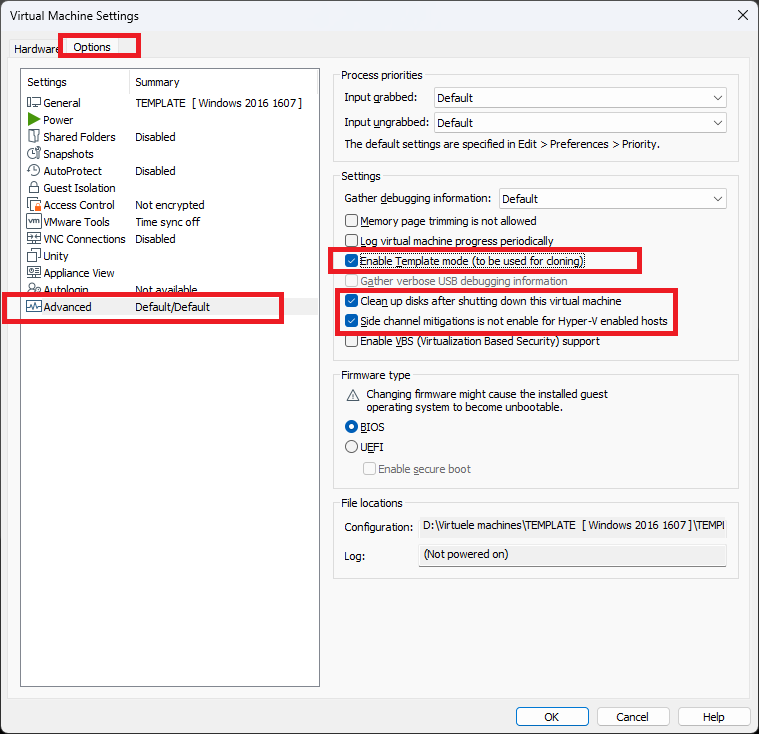 Virtual Machine Settings
Hardware Options
Settings Summary
General TEMPLATE [ Windows 2016 1607 ]
Power
Shared Folders Disabled
Snapshots
AutoProtect Disabled
Guest Isolation
Access Control Not encrypted
vm VMware Tools Time sync off
VNC Connections Disabled
Unity
Appliance View
Autologin Not available
Advanced Default/Default
Process priorities
Input grabbed: Default
Input ungrabbed: Default
The default settings are specified in Edit > Preferences > Priority.
Settings
Gather debugging information: Default
Memory page trimming is not allowed
Log virtual machine progress periodically
Enable Template mode (to be used for cloning)
Gather verbose USB debugging information
Clean up disks after shutting down this virtual machine
Side channel mitigations is not enable for Hyper-V enabled hosts
Enable VBS (Virtualization Based Security) support
Firmware type
Changing firmware might cause the installed guest
operating system to become unbootable.
BIOS
UEFI
Enable secure boot
File locations
Configuration: D:\Virtuele machines\TEMPLATE [ Windows 2016 1607 ]\TEMPI
Log: (Not powered on)
OK Cancel Help